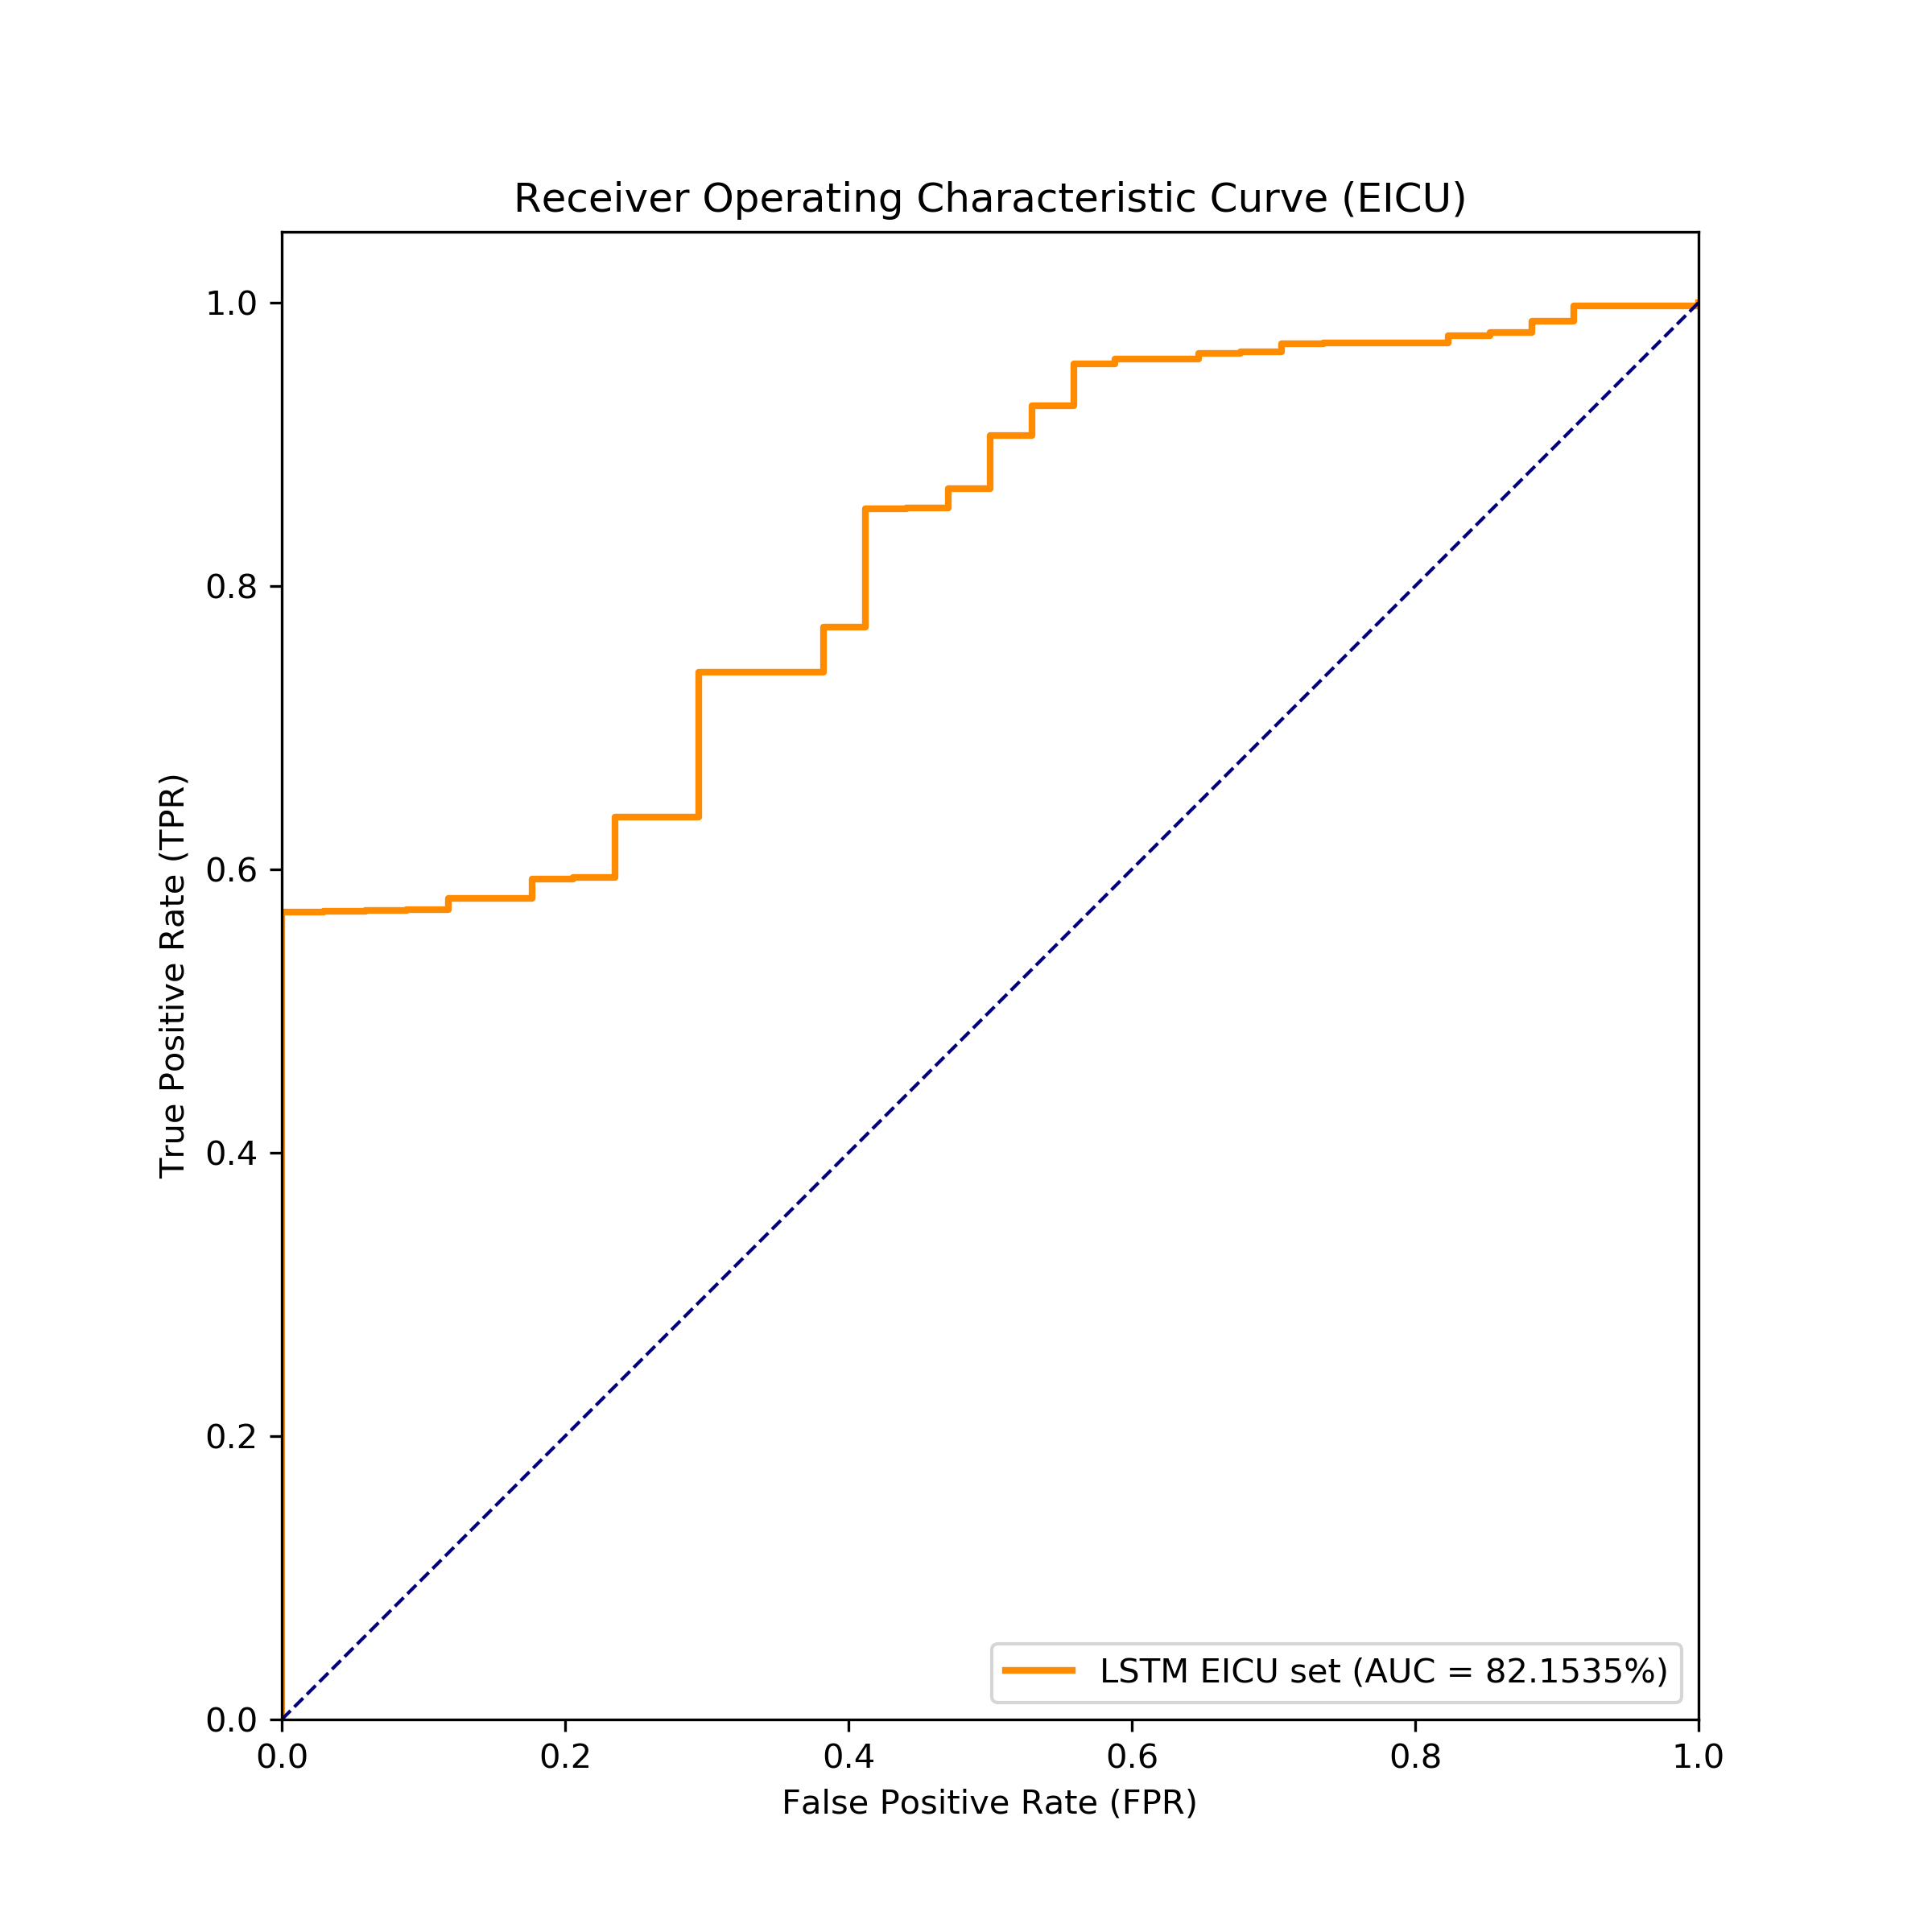 Receiver Operating Characteristic Curve (EICU)
1.0
0.8
0.6
0.4
0.2
0.0
True Positive Rate (TPR)
LSTM EICU set (AUC = 82.1535%)
0.0 0.2 0.4 0.6 0.8 1.0
False Positive Rate (FPR)